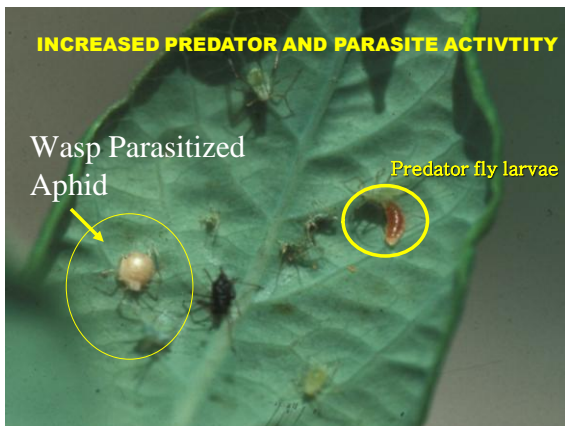 INCREASED PREDATOR AND PARASITE ACTIVTITY
Wasp Parasitized
Aphid
Predator fly larvae